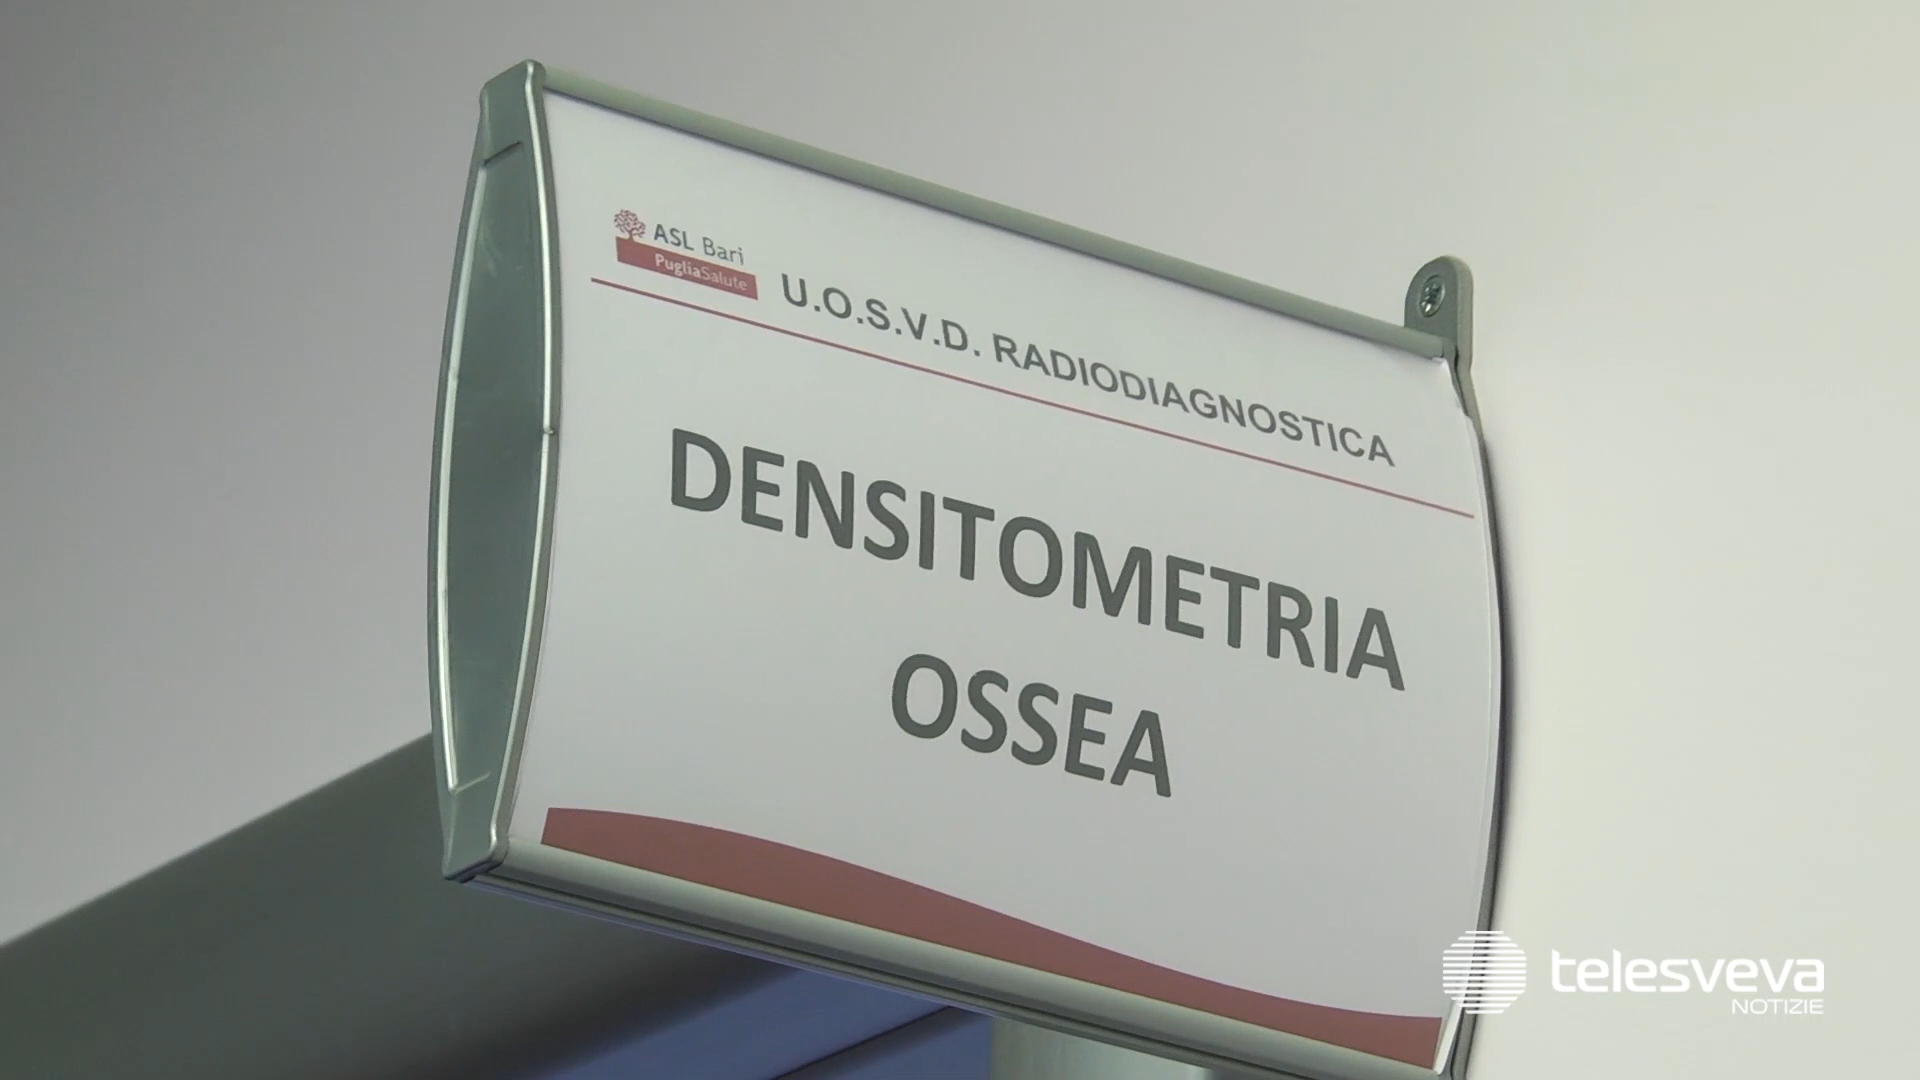 ASL Bari
PugliaSalute
U.O.S.V.D. RADIODIAGNOSTICA
DENSITOMETRIA
OSSEA
telesveva
NOTIZIE